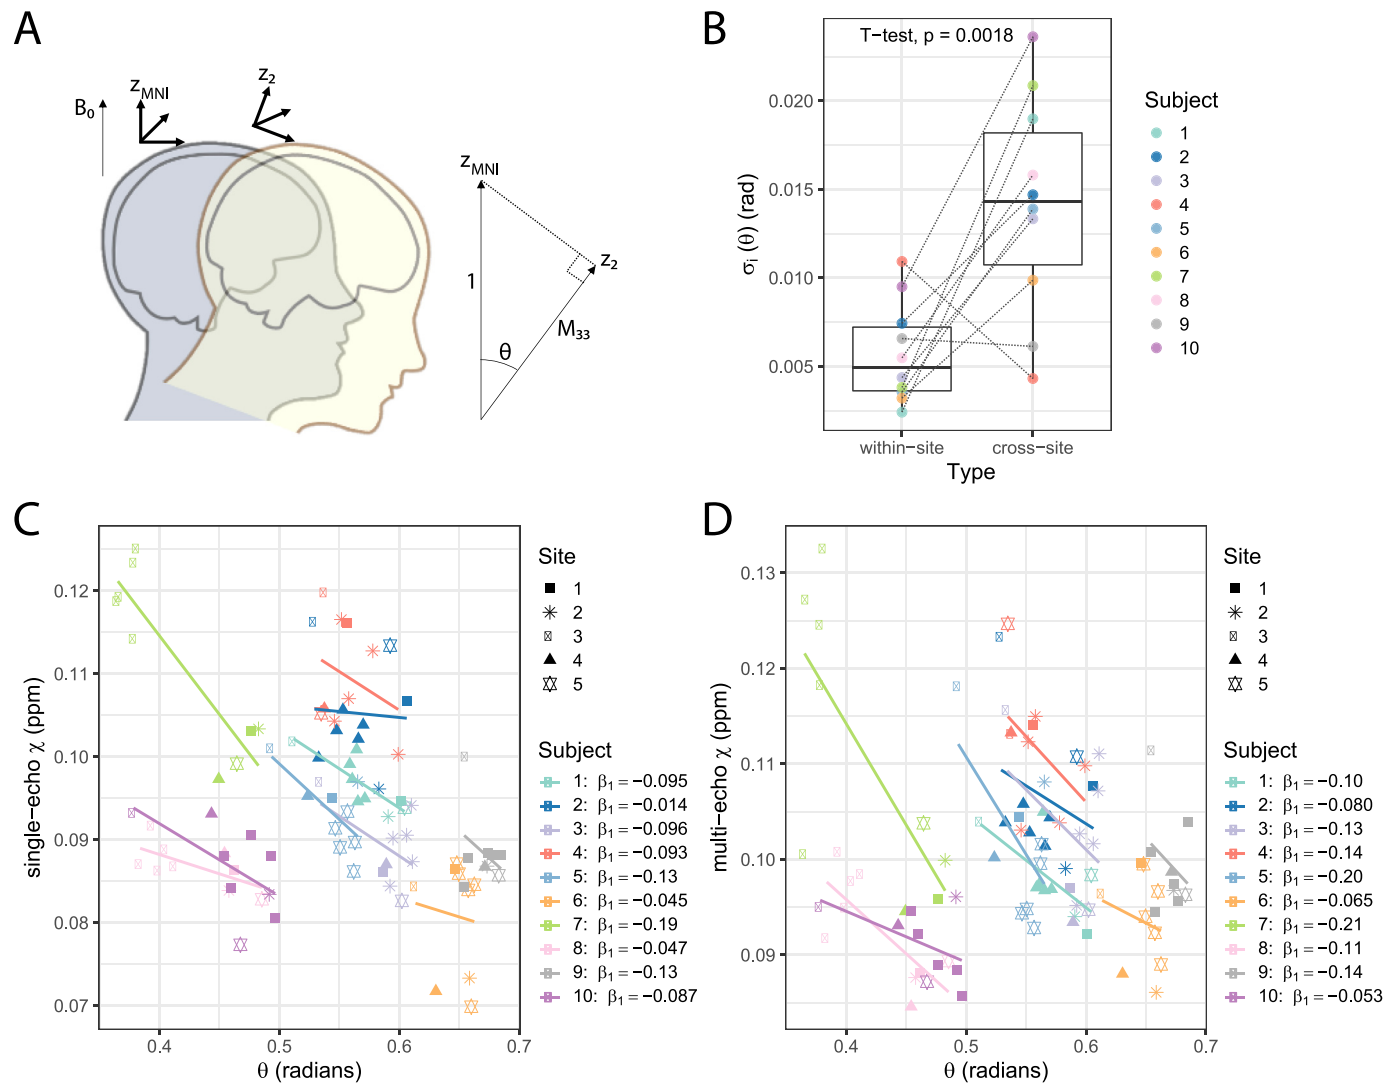 A
B₀
z_MNI
z₂
z_MNI
1
θ
z₂
M₃₃
B
T−test, p = 0.0018
σᵢ (θ) (rad)
0.020
0.015
0.010
0.005
within−site
cross−site
Type
Subject
1
2
3
4
5
6
7
8
9
10
C
single−echo χ (ppm)
0.12
0.11
0.10
0.09
0.08
0.07
0.4
0.5
0.6
0.7
θ (radians)
Site
1
2
3
4
5
Subject
1: β₁ = −0.095
2: β₁ = −0.014
3: β₁ = −0.096
4: β₁ = −0.093
5: β₁ = −0.13
6: β₁ = −0.045
7: β₁ = −0.19
8: β₁ = −0.047
9: β₁ = −0.13
10: β₁ = −0.087
D
multi−echo χ (ppm)
0.13
0.12
0.11
0.10
0.09
0.4
0.5
0.6
0.7
θ (radians)
Site
1
2
3
4
5
Subject
1: β₁ = −0.10
2: β₁ = −0.080
3: β₁ = −0.13
4: β₁ = −0.14
5: β₁ = −0.20
6: β₁ = −0.065
7: β₁ = −0.21
8: β₁ = −0.11
9: β₁ = −0.14
10: β₁ = −0.053